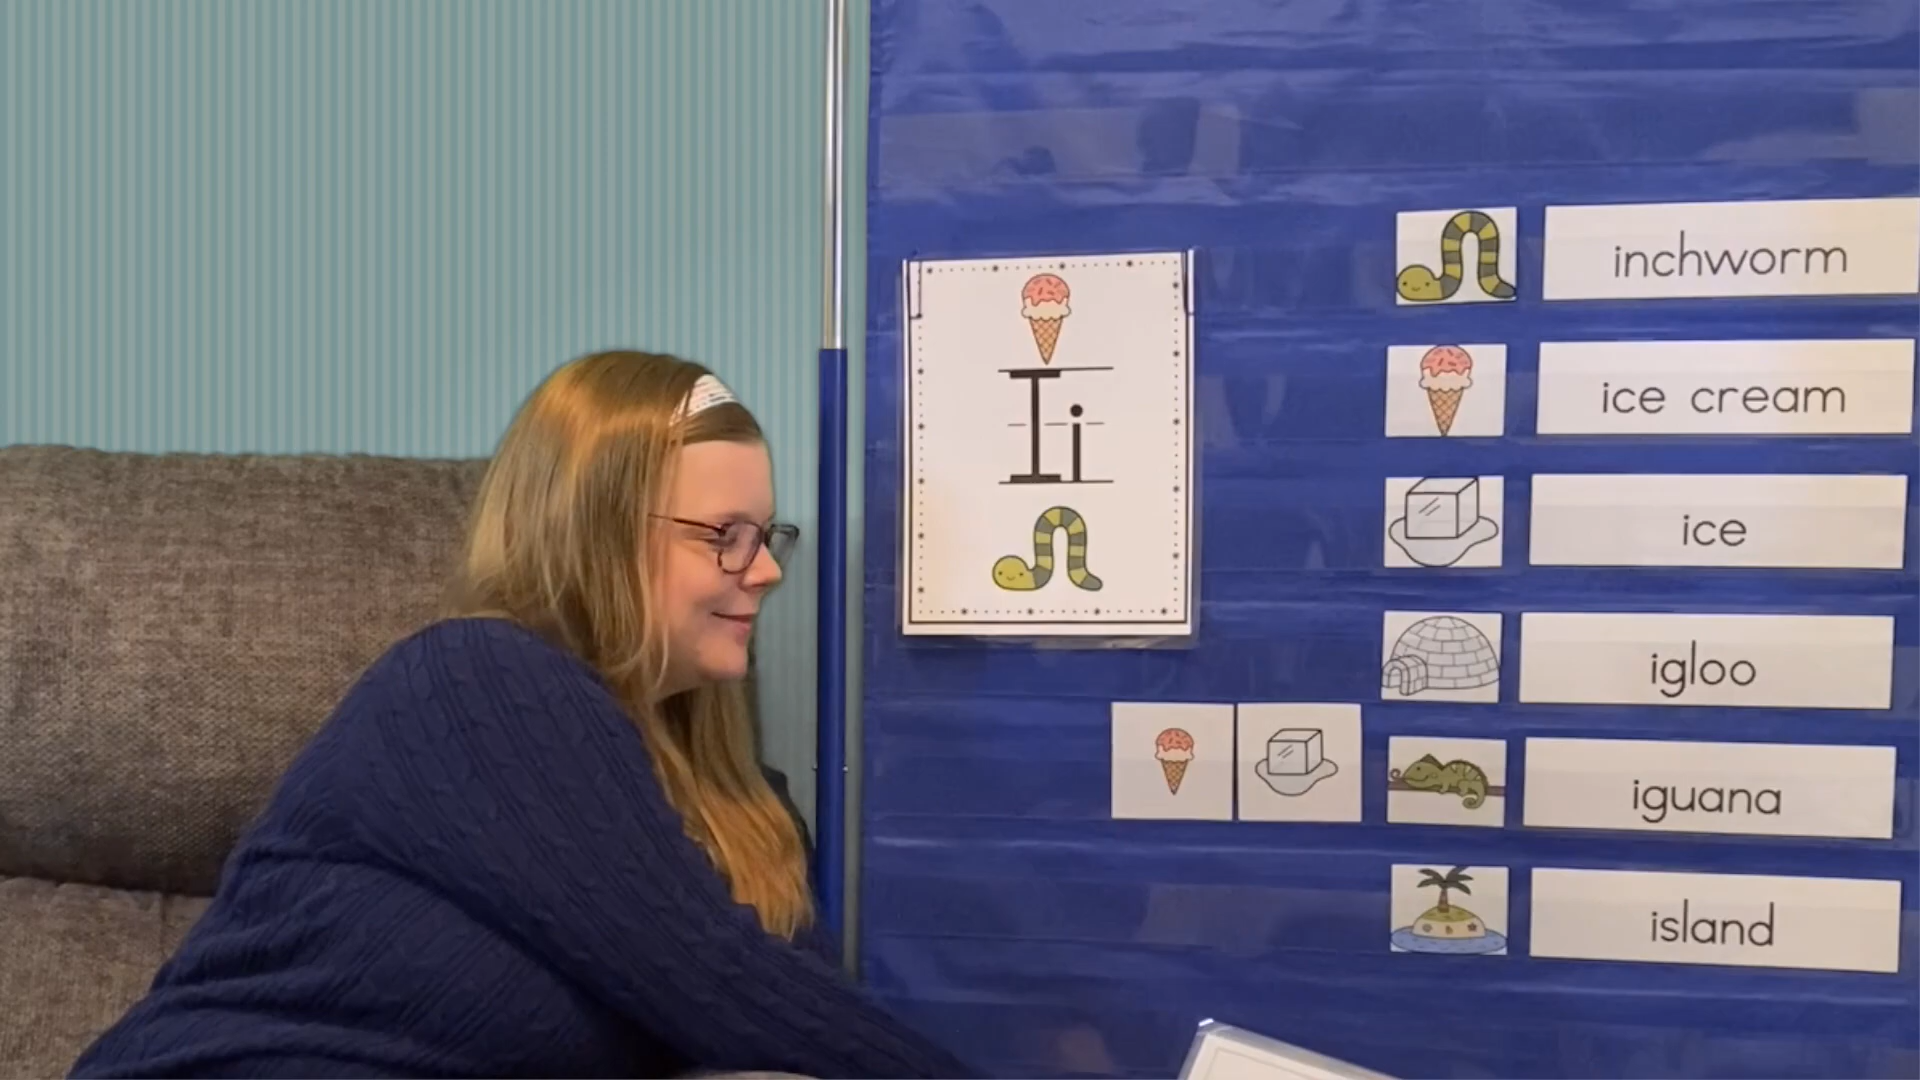 Ii
inchworm
ice cream
ice
igloo
iguana
island